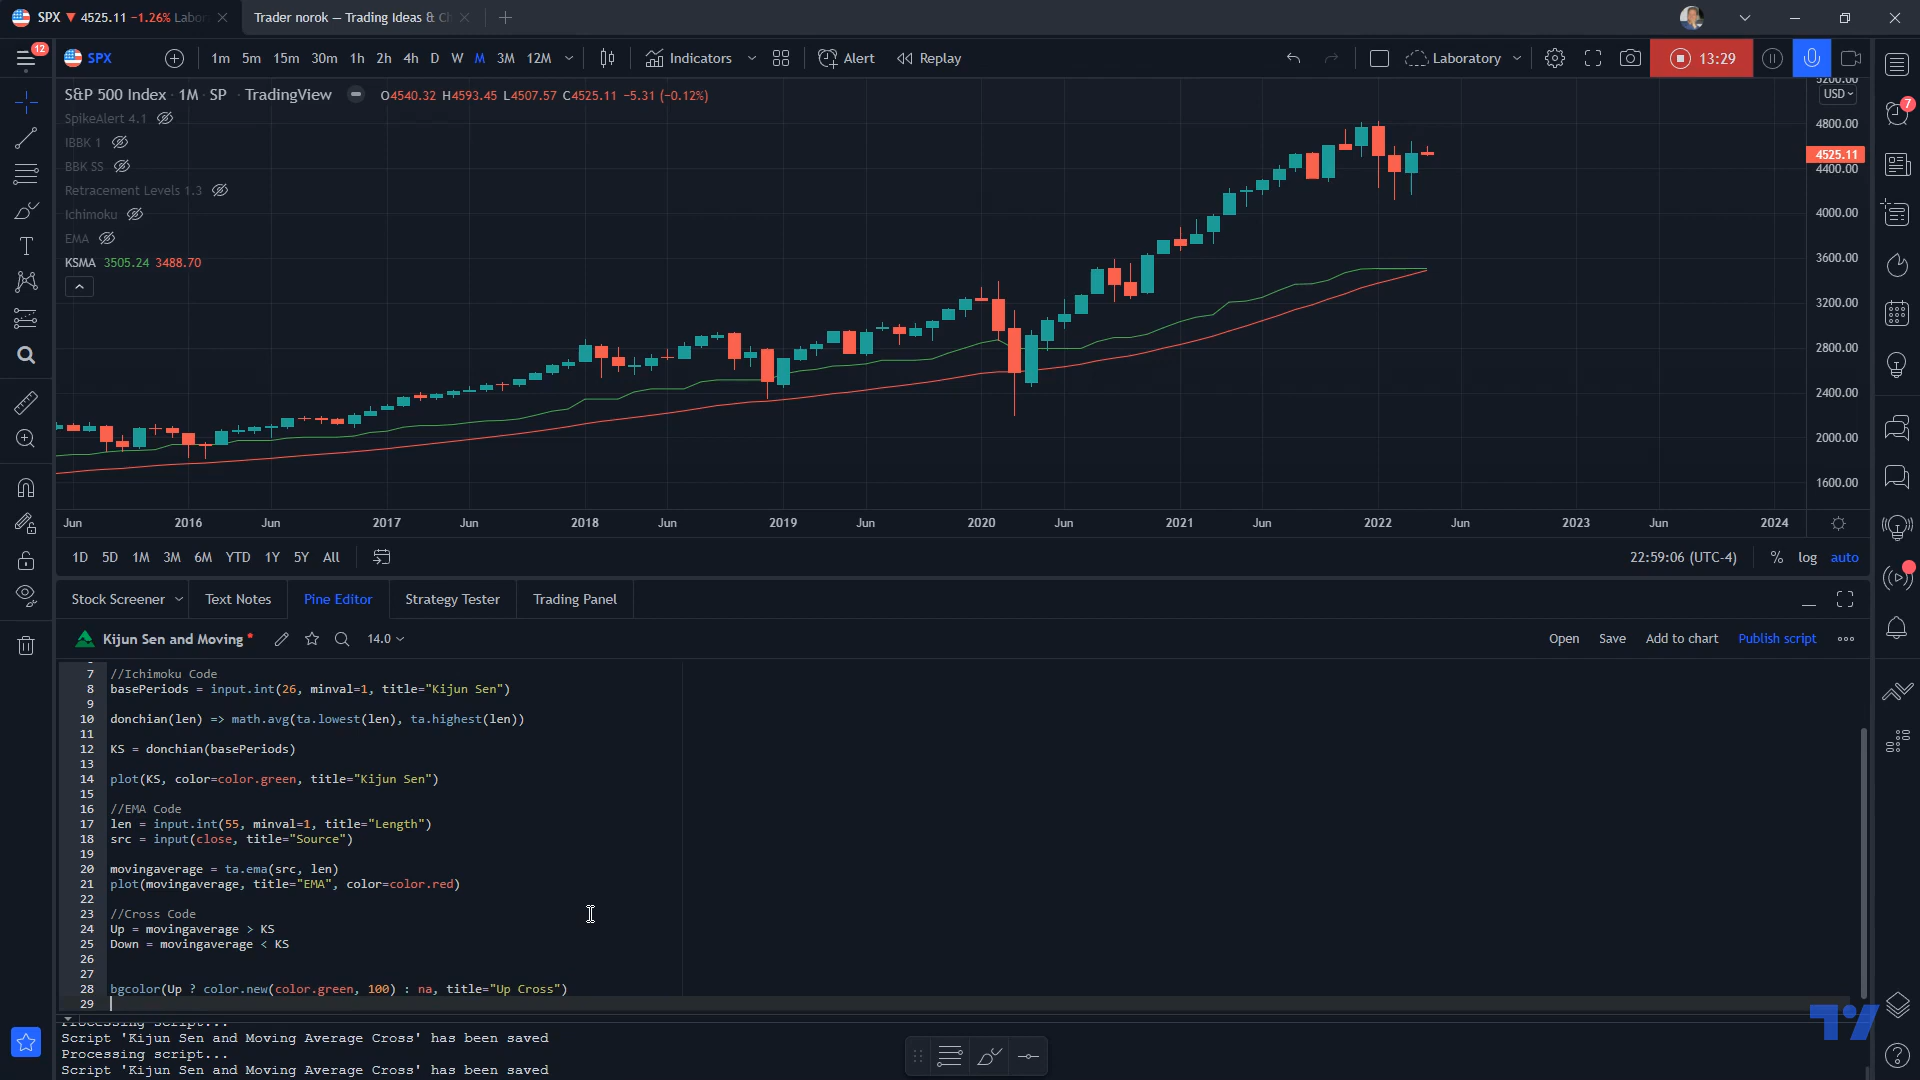 SPX ▼ 4525.11 −1.26% Labor
Trader norok — Trading Ideas & Ch
12
SPX
1m 5m 15m 30m 1h 2h 4h D W M 3M 12M
Indicators
Alert
Replay
Laboratory
13:29
S&P 500 Index · 1M · SP · TradingView
O4540.32 H4593.45 L4507.57 C4525.11 −5.31 (−0.12%)
SpikeAlert 4.1
IBBK 1
BBK SS
Retracement Levels 1.3
Ichimoku
EMA
KSMA 3505.24 3488.70
5200.00
USD
4800.00
4525.11
4400.00
4000.00
3600.00
3200.00
2800.00
2400.00
2000.00
1600.00
7
Jun 2016 Jun 2017 Jun 2018 Jun 2019 Jun 2020 Jun 2021 Jun 2022 Jun 2023 Jun 2024
1D 5D 1M 3M 6M YTD 1Y 5Y All
22:59:06 (UTC-4) % log auto
Stock Screener Text Notes Pine Editor Strategy Tester Trading Panel
Kijun Sen and Moving * 14.0
Open Save Add to chart Publish script
7 //Ichimoku Code
8 basePeriods = input.int(26, minval=1, title="Kijun Sen")
9
10 donchian(len) => math.avg(ta.lowest(len), ta.highest(len))
11
12 KS = donchian(basePeriods)
13
14 plot(KS, color=color.green, title="Kijun Sen")
15
16 //EMA Code
17 len = input.int(55, minval=1, title="Length")
18 src = input(close, title="Source")
19
20 movingaverage = ta.ema(src, len)
21 plot(movingaverage, title="EMA", color=color.red)
22
23 //Cross Code
24 Up = movingaverage > KS
25 Down = movingaverage < KS
26
27
28 bgcolor(Up ? color.new(color.green, 100) : na, title="Up Cross")
29
Processing script...
Script 'Kijun Sen and Moving Average Cross' has been saved
Processing script...
Script 'Kijun Sen and Moving Average Cross' has been saved